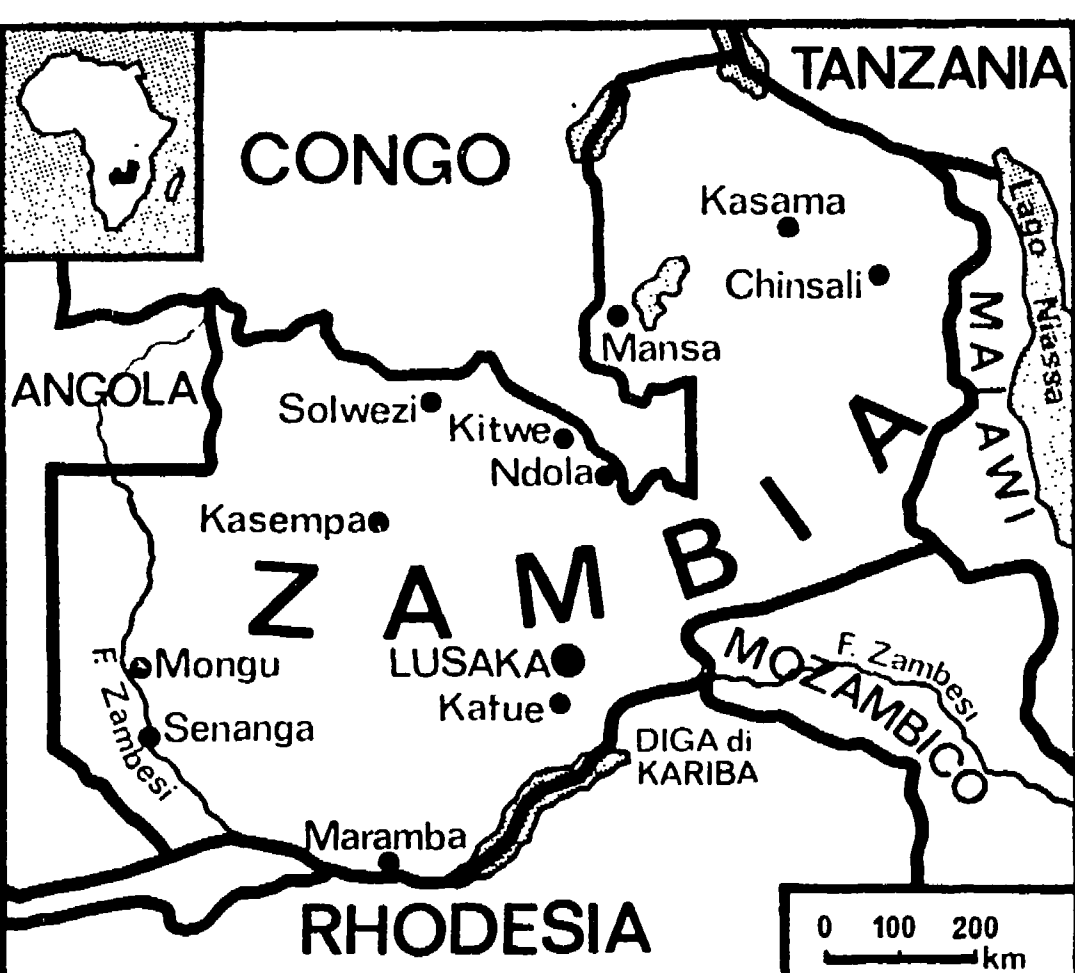 TANZANIA
CONGO
Kasama
Lago Niassa
Chinsali
MALAWI
Mansa
ANGOLA
Solwezi
Kitwe
Ndola
Kasempa
ZAMBIA
LUSAKA
Mongu
F. Zambesi
Senanga
Kafue
MOZAMBICO
F. Zambesi
DIGA di
KARIBA
Maramba
RHODESIA
0 100 200
km